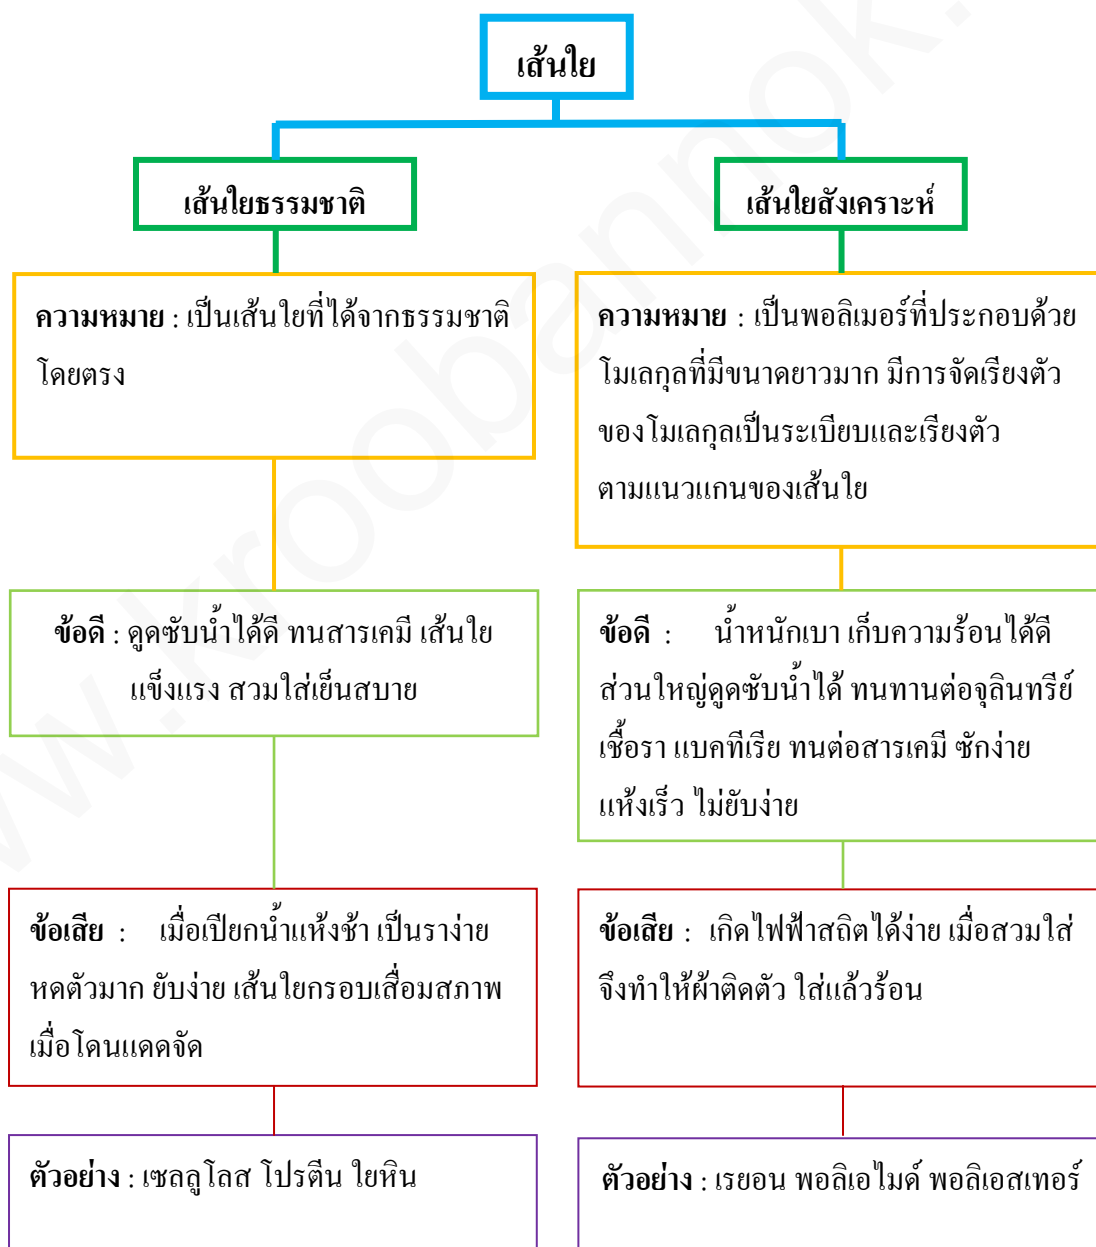 เส้นใย
เส้นใยธรรมชาติ
ความหมาย : เป็นเส้นใยที่ได้จากธรรมชาติ
โดยตรง
ข้อดี : ดูดซับน้ำได้ดี ทนสารเคมี เส้นใย
แข็งแรง สวมใส่เย็นสบาย
ข้อเสีย : เมื่อเปียกน้ำแห้งช้า เป็นราง่าย
หดตัวมาก ยับง่าย เส้นใยกรอบเสื่อมสภาพ
เมื่อโดนแดดจัด
ตัวอย่าง : เซลลูโลส โปรตีน ใยหิน
เส้นใยสังเคราะห์
ความหมาย : เป็นพอลิเมอร์ที่ประกอบด้วย
โมเลกุลที่มีขนาดยาวมาก มีการจัดเรียงตัว
ของโมเลกุลเป็นระเบียบและเรียงตัว
ตามแนวแกนของเส้นใย
ข้อดี : น้ำหนักเบา เก็บความร้อนได้ดี
ส่วนใหญ่ดูดซับน้ำได้ ทนทานต่อจุลินทรีย์
เชื้อรา แบคทีเรีย ทนต่อสารเคมี ซักง่าย
แห้งเร็ว ไม่ยับง่าย
ข้อเสีย : เกิดไฟฟ้าสถิตได้ง่าย เมื่อสวมใส่
จึงทำให้ผ้าติดตัว ใส่แล้วร้อน
ตัวอย่าง : เรยอน พอลิเอไมด์ พอลิเอสเทอร์
w.kroobannok.